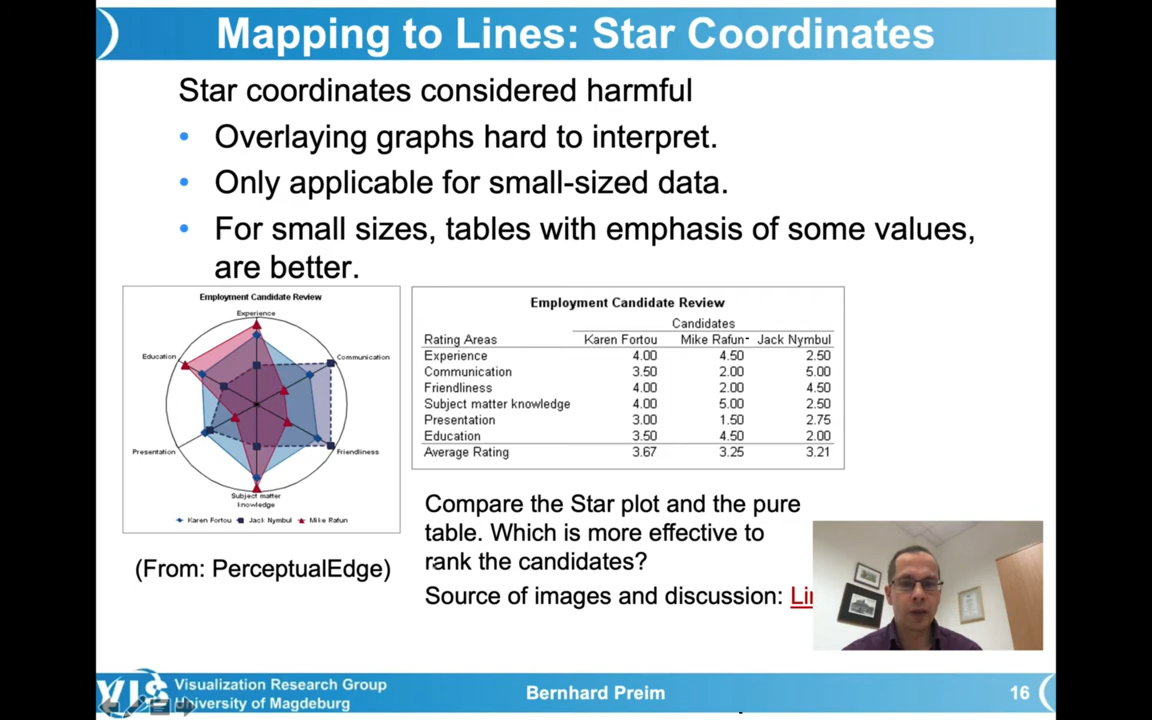 Mapping to Lines: Star Coordinates
Star coordinates considered harmful
• Overlaying graphs hard to interpret.
• Only applicable for small-sized data.
• For small sizes, tables with emphasis of some values,
are better.
Employment Candidate Review
Experience
Education
Communication
Presentation
Friendliness
Subject matter
knowledge
Karen Fortou Jack Nymbul Mike Rafun
(From: PerceptualEdge)
Employment Candidate Review
Candidates
Rating Areas Karen Fortou Mike Rafun Jack Nymbul
Experience 4.00 4.50 2.50
Communication 3.50 2.00 5.00
Friendliness 4.00 2.00 4.50
Subject matter knowledge 4.00 5.00 2.50
Presentation 3.00 1.50 2.75
Education 3.50 4.50 2.00
Average Rating 3.67 3.25 3.21
Compare the Star plot and the pure
table. Which is more effective to
rank the candidates?
Source of images and discussion:
VIS
Visualization Research Group
University of Magdeburg
Bernhard Preim
16